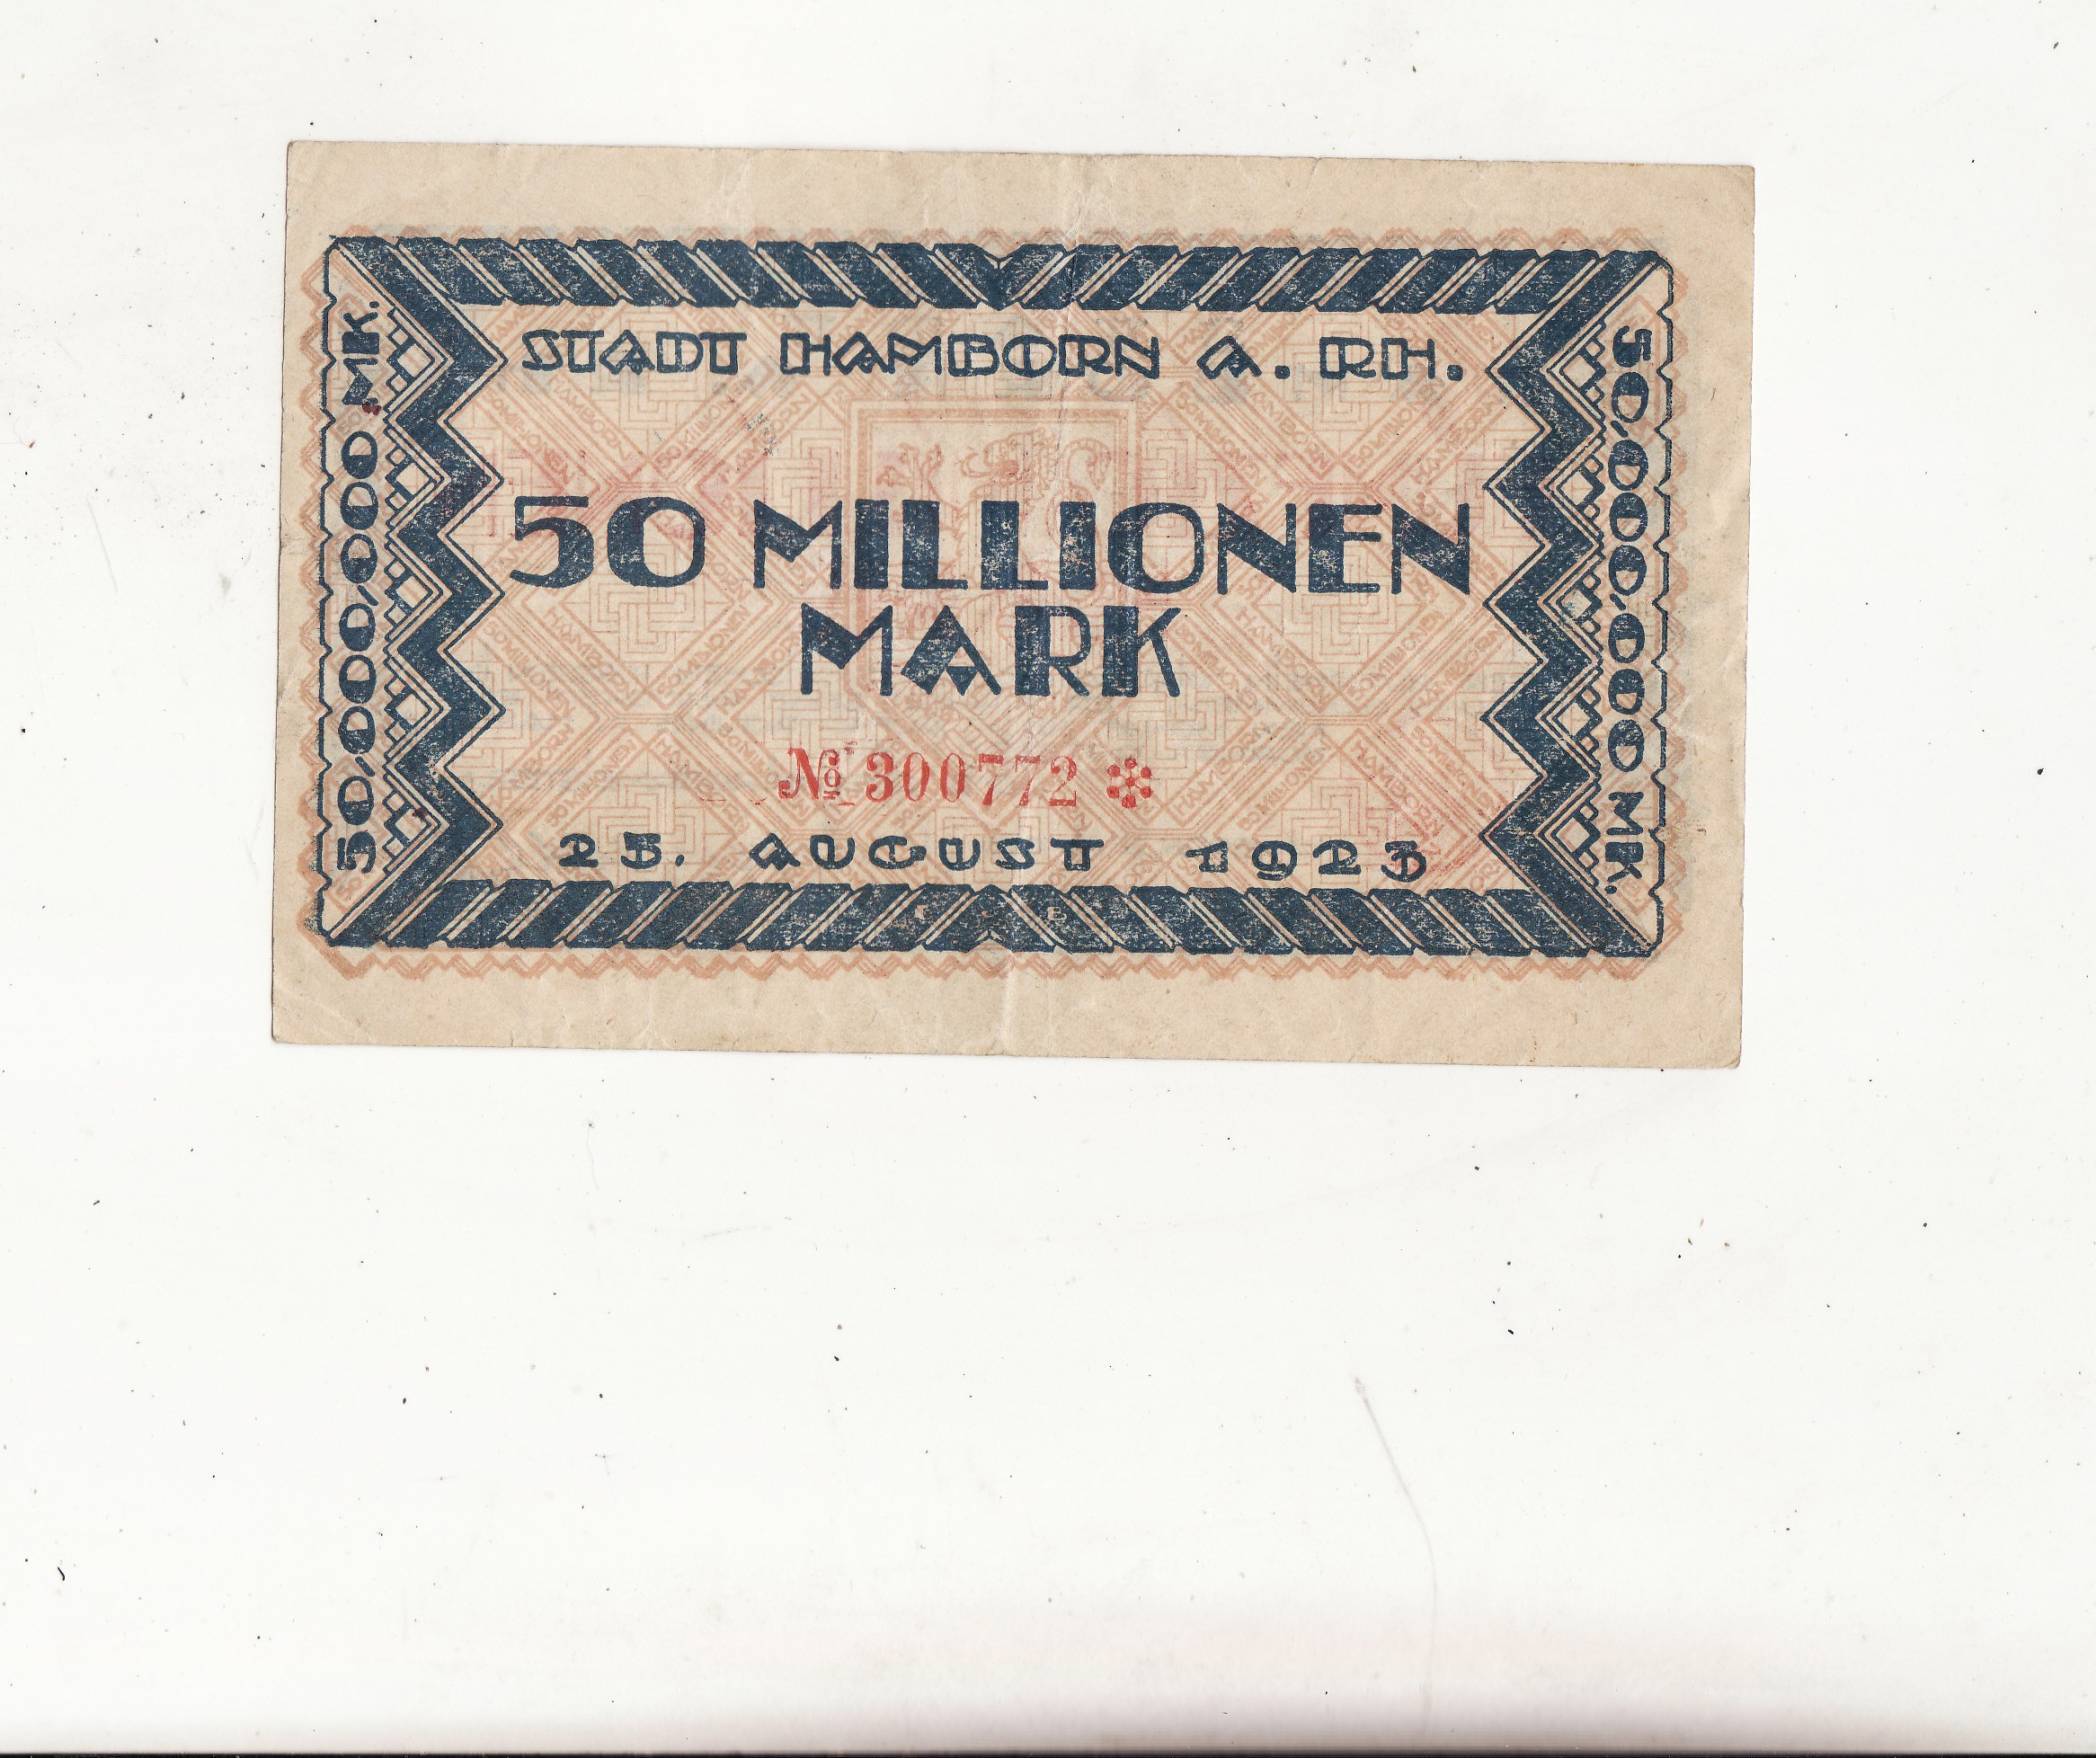 STADT HAMBORN A. RH.
50 MILLIONEN
MARK
№ 300772 *
25. AUGUST 1923
50,000,000 MK.
50,000,000 MK.